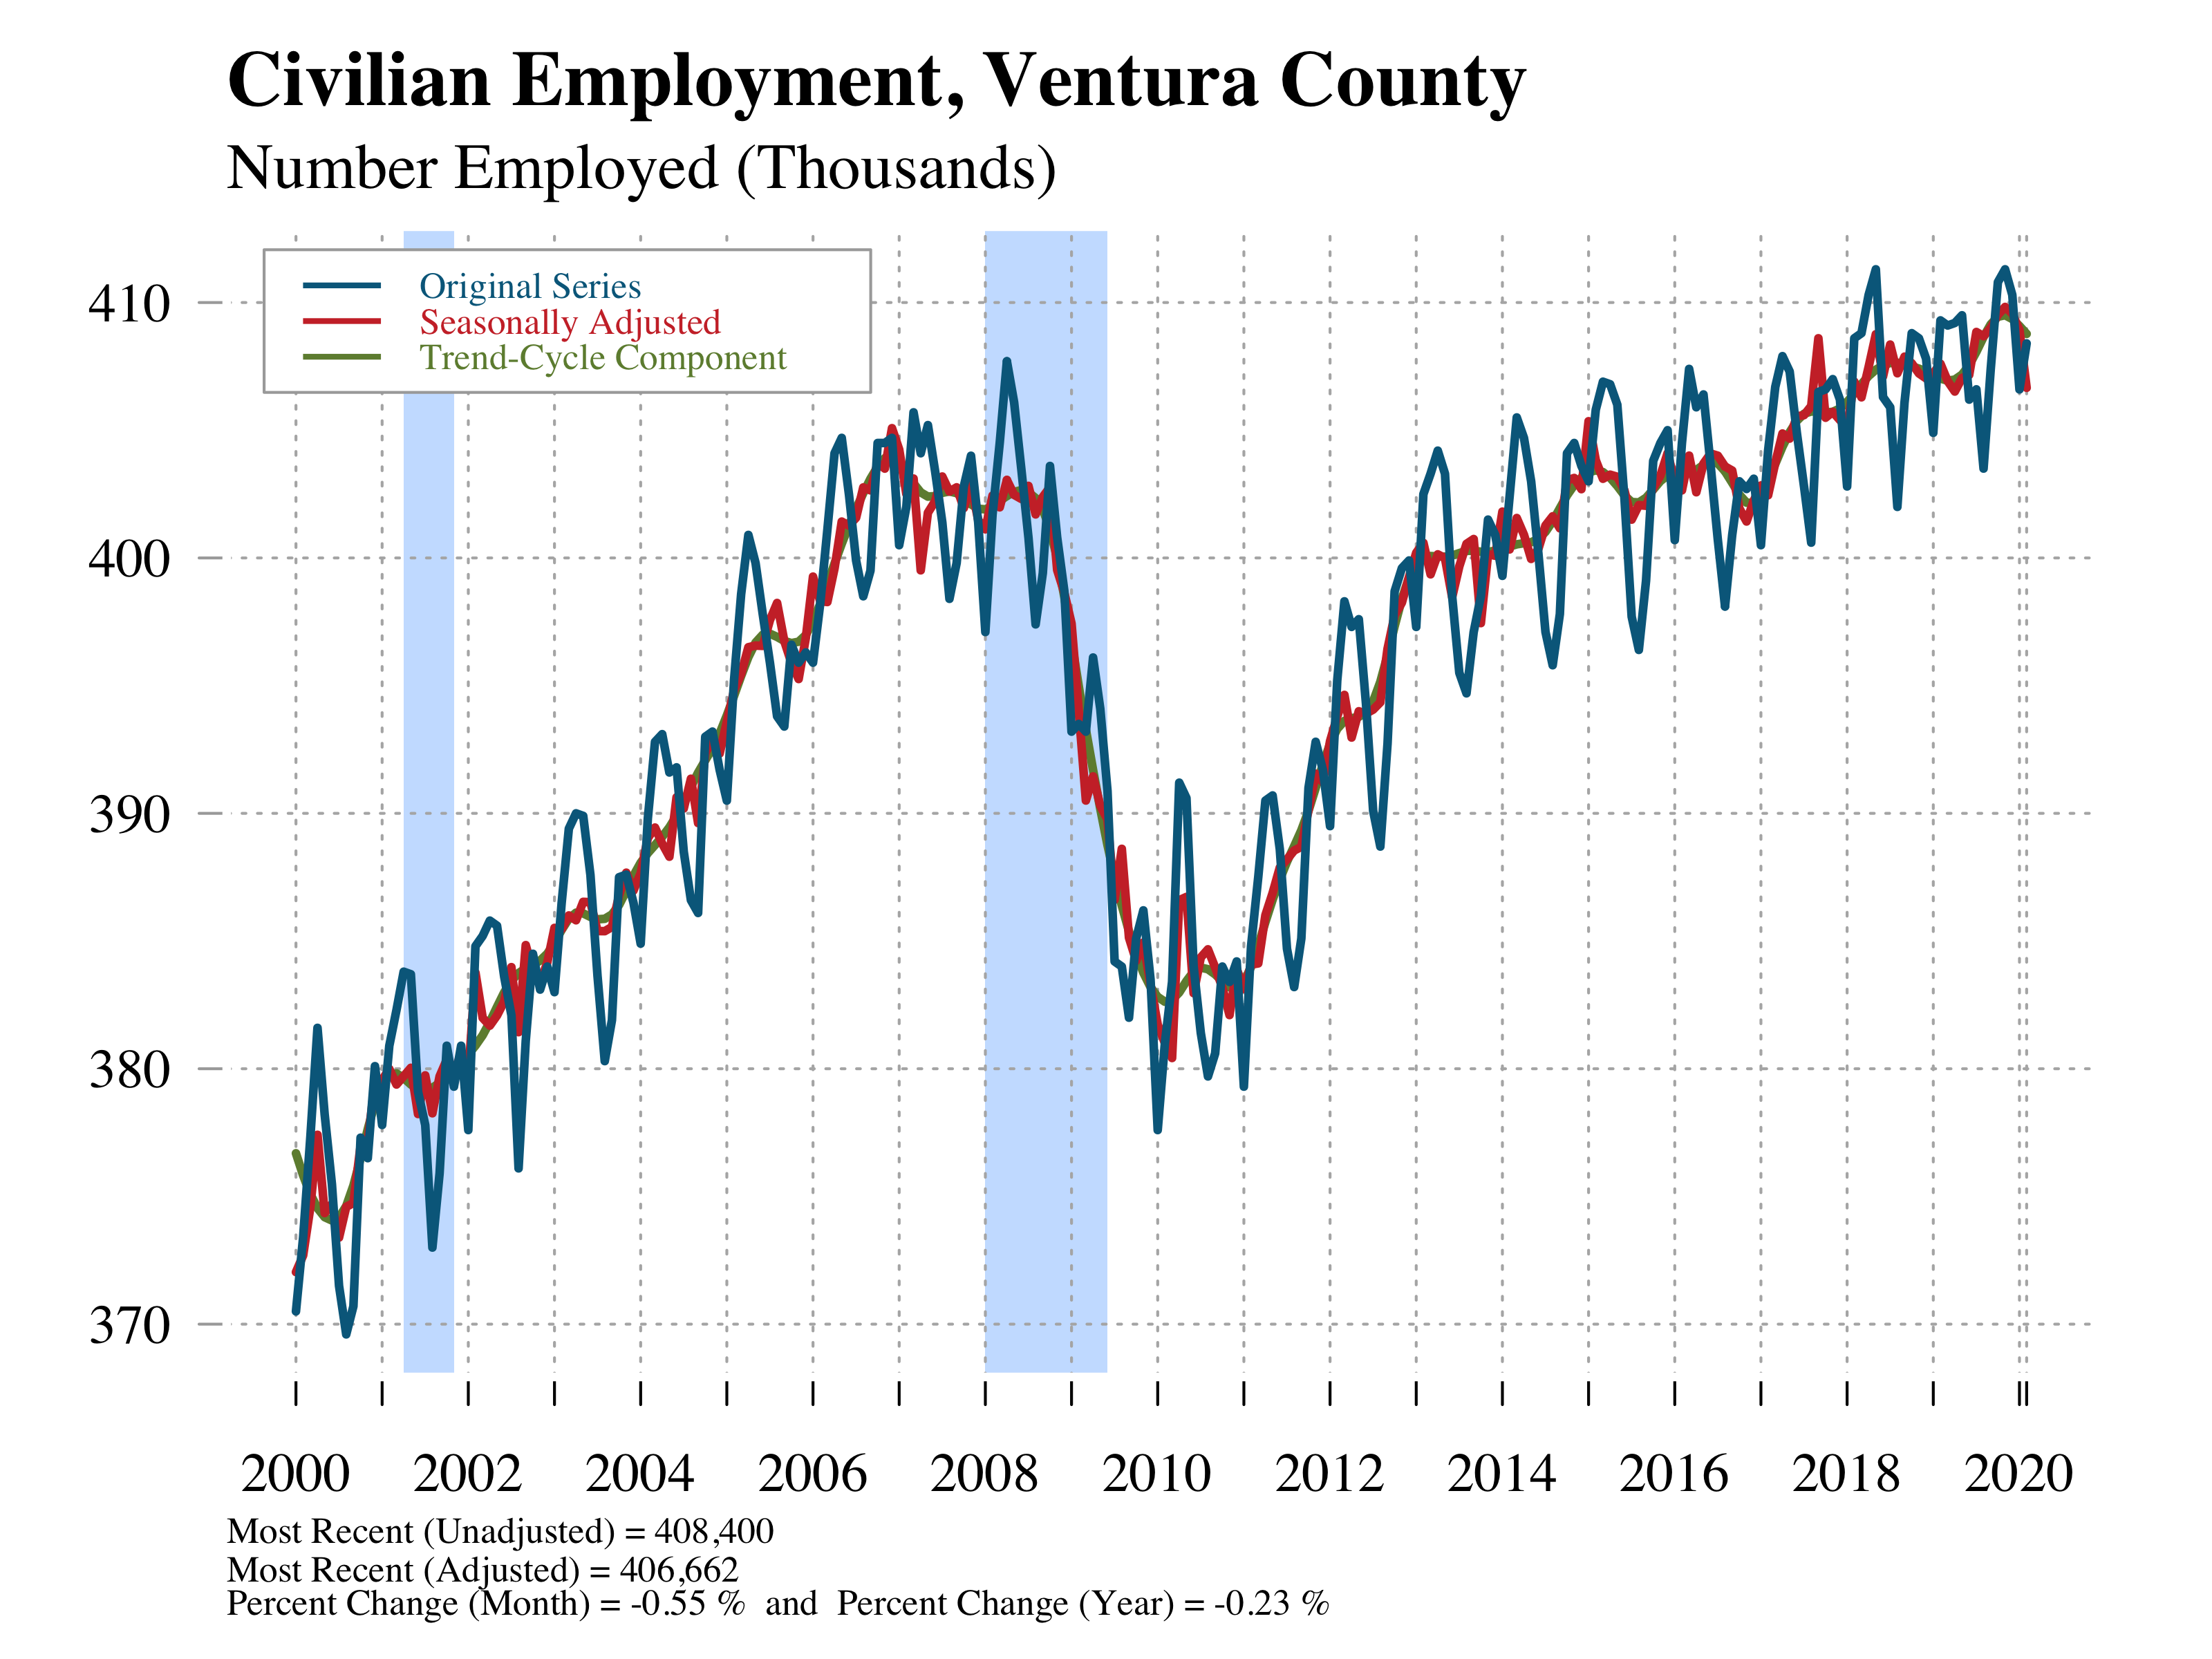 Civilian Employment, Ventura County
Number Employed (Thousands)
Original Series
Seasonally Adjusted
Trend-Cycle Component
410
400
390
380
370
2000 2002 2004 2006 2008 2010 2012 2014 2016 2018 2020
Most Recent (Unadjusted) = 408,400
Most Recent (Adjusted) = 406,662
Percent Change (Month) = -0.55 % and Percent Change (Year) = -0.23 %